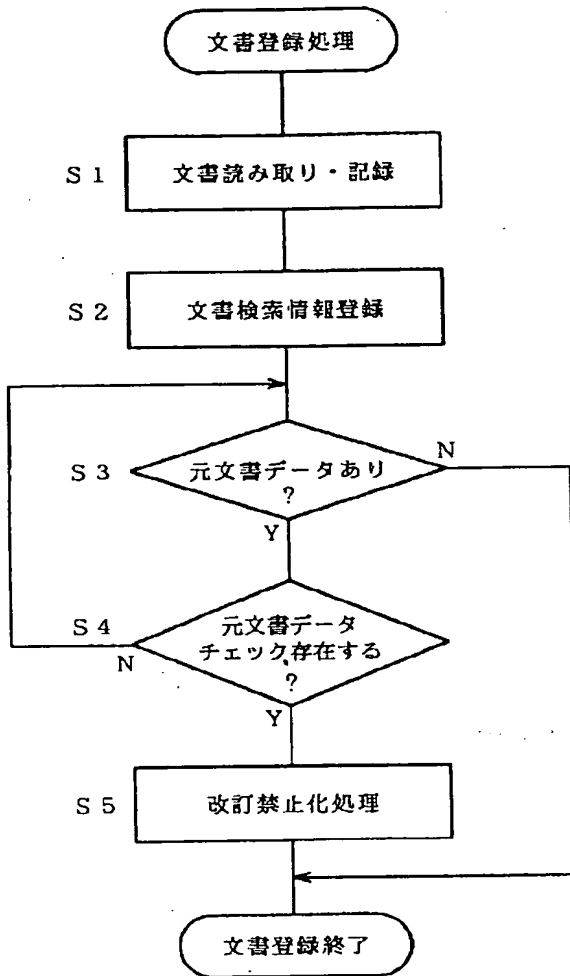 文書登録処理
S1
文書読み取り・記録
S2
文書検索情報登録
S3
元文書データあり
?
N
Y
S4
元文書データ
チェック,存在する
?
N
Y
S5
改訂禁止化処理
文書登録終了